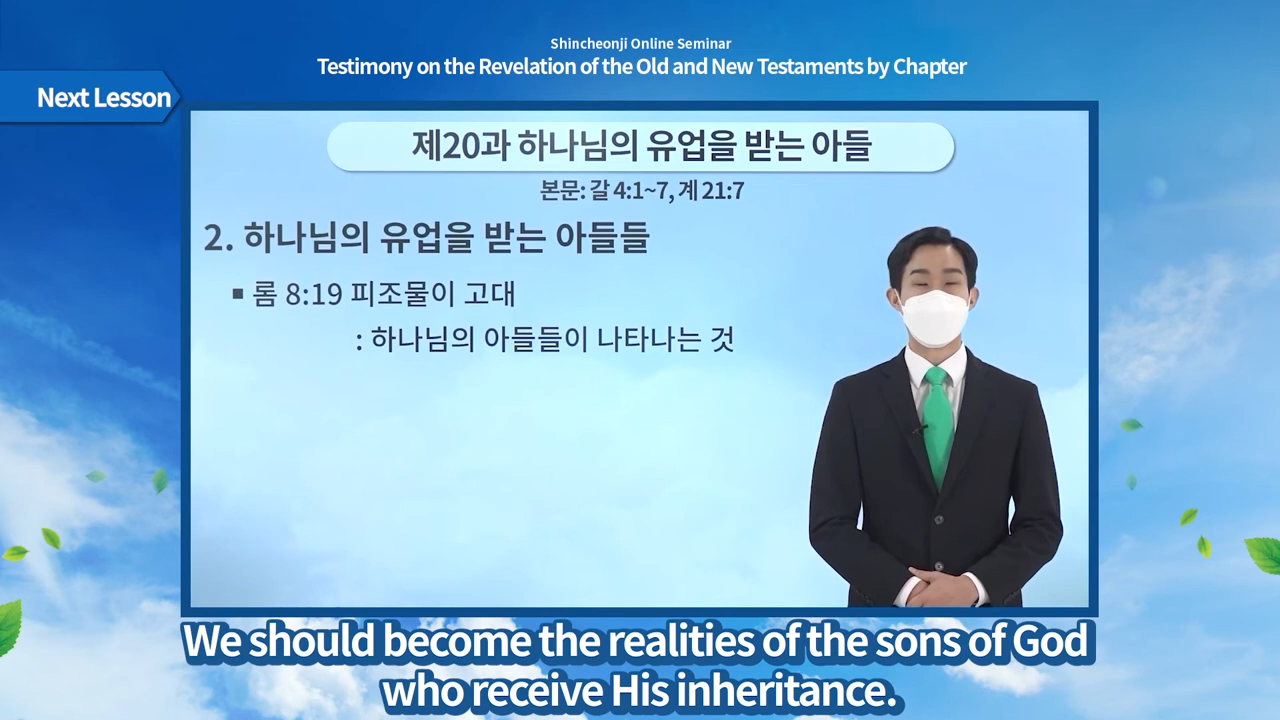 Shincheonji Online Seminar
Testimony on the Revelation of the Old and New Testaments by Chapter
Next Lesson
제20과 하나님의 유업을 받는 아들
본문: 갈 4:1~7, 계 21:7
2. 하나님의 유업을 받는 아들들
▪ 롬 8:19 피조물이 고대
: 하나님의 아들들이 나타나는 것
We should become the realities of the sons of God
who receive His inheritance.